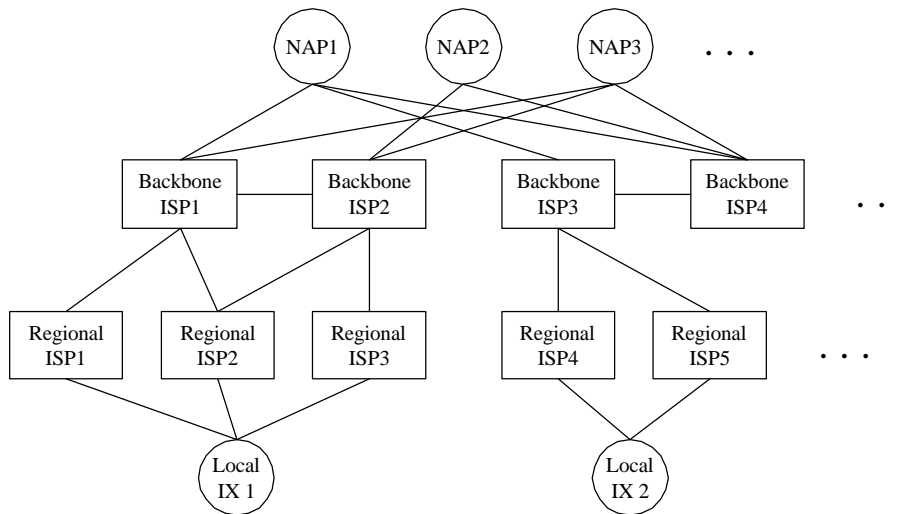 NAP1
NAP2
NAP3
. . .
Backbone
ISP1
Backbone
ISP2
Backbone
ISP3
Backbone
ISP4
. .
Regional
ISP1
Regional
ISP2
Regional
ISP3
Regional
ISP4
Regional
ISP5
. . .
Local
IX 1
Local
IX 2